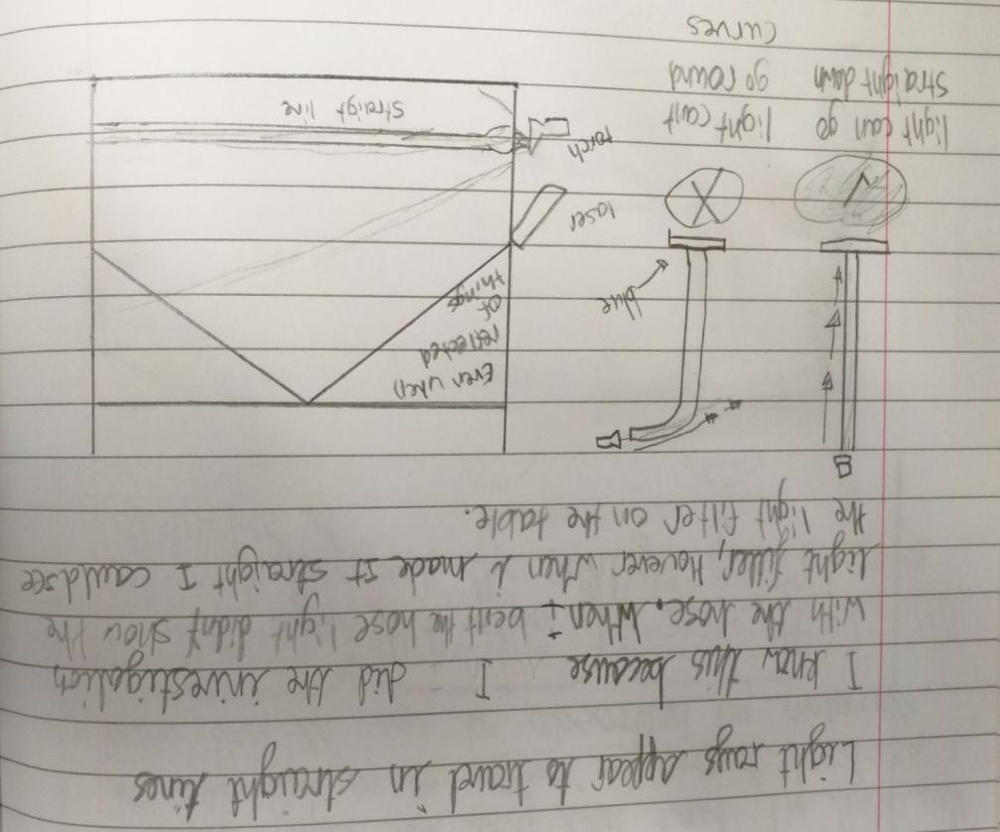 Light rays appear to travel in straight lines
I know this because I did the investigation
with the hose. When I bent the hose light didn't show the
light filler, However when i made it straight I could see
the light filter on the table.
Even when
reflected
of
things
blue
laser
torch
straight line
light can go
straight down
light cant
go round
curves